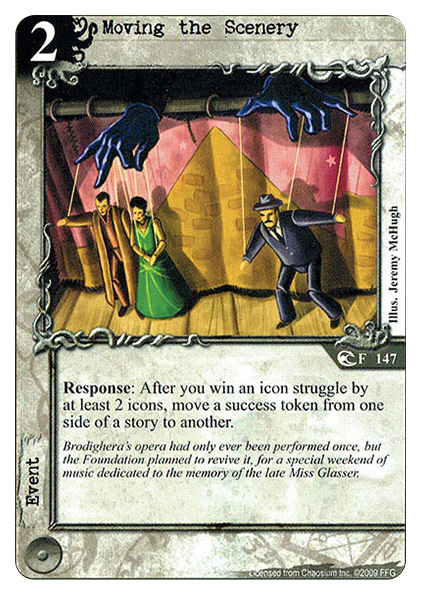 2
Moving the Scenery
Illus. Jeremy McHugh
F 147
Response: After you win an icon struggle by
at least 2 icons, move a success token from one
side of a story to another.
Brodighera's opera had only ever been performed once, but
the Foundation planned to revive it, for a special weekend of
music dedicated to the memory of the late Miss Glasser.
Event
Licensed from Chaosium Inc. ©2009 FFG